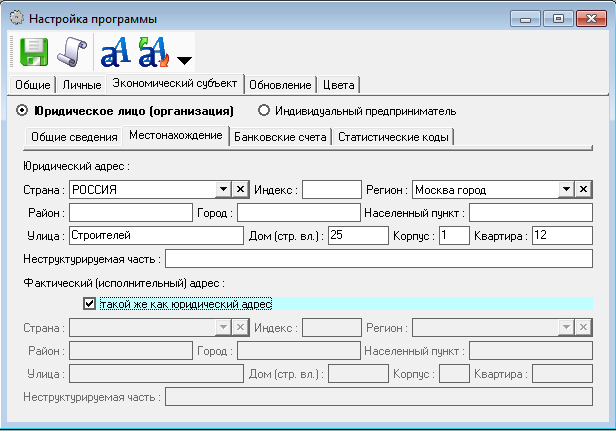 Настройка программы
Общие Личные Экономический субъект Обновление Цвета
Юридическое лицо (организация) Индивидуальный предприниматель
Общие сведения Местонахождение Банковские счета Статистические коды
Юридический адрес :
Страна : РОССИЯ Индекс : Регион : Москва город
Район : Город : Населенный пункт :
Улица : Строителей Дом (стр. вл.) : 25 Корпус : 1 Квартира : 12
Неструктурируемая часть :
Фактический (исполнительный) адрес :
такой же как юридический адрес
Страна : Индекс : Регион :
Район : Город : Населенный пункт :
Улица : Дом (стр. вл.) : Корпус : Квартира :
Неструктурируемая часть :